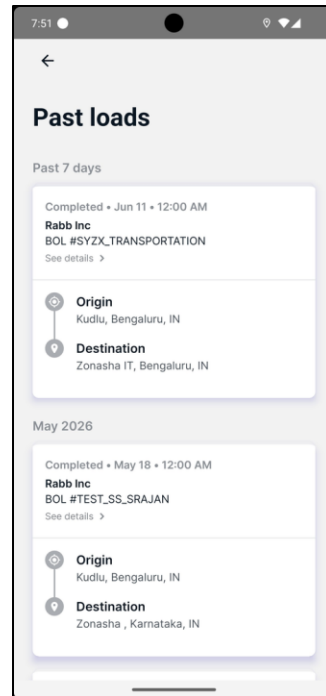 7:51
Past loads
Past 7 days
Completed • Jun 11 • 12:00 AM
Rabb Inc
BOL #SYZX_TRANSPORTATION
See details >
Origin
Kudlu, Bengaluru, IN
Destination
Zonasha IT, Bengaluru, IN
May 2026
Completed • May 18 • 12:00 AM
Rabb Inc
BOL #TEST_SS_SRAJAN
See details >
Origin
Kudlu, Bengaluru, IN
Destination
Zonasha , Karnataka, IN